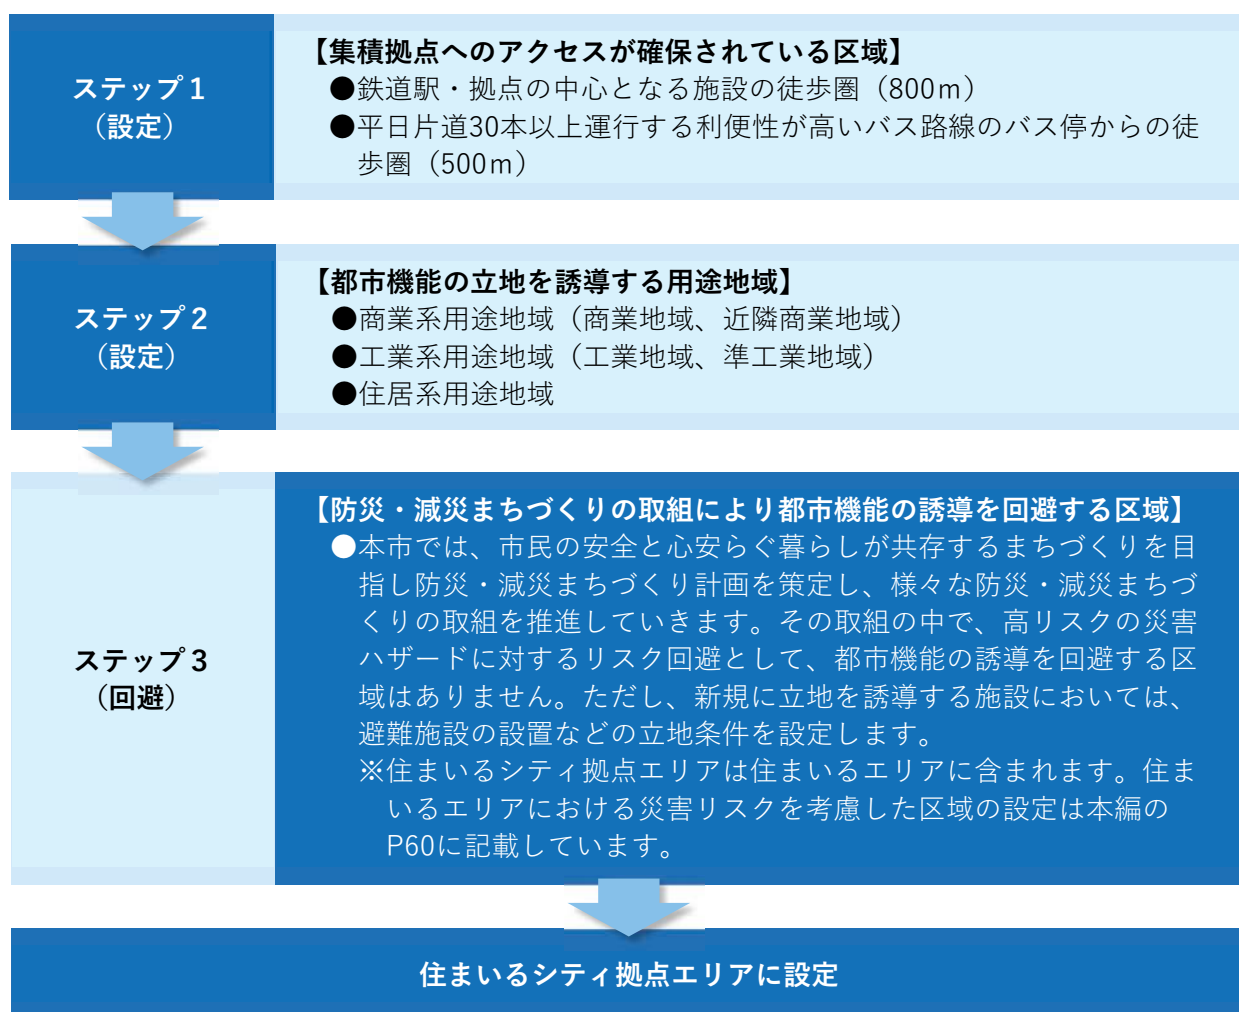 ステップ１
（設定）
【集積拠点へのアクセスが確保されている区域】
●鉄道駅・拠点の中心となる施設の徒歩圏（800ｍ）
●平日片道30本以上運行する利便性が高いバス路線のバス停からの徒
歩圏（500ｍ）
ステップ２
（設定）
【都市機能の立地を誘導する用途地域】
●商業系用途地域（商業地域、近隣商業地域）
●工業系用途地域（工業地域、準工業地域）
●住居系用途地域
ステップ３
（回避）
【防災・減災まちづくりの取組により都市機能の誘導を回避する区域】
●本市では、市民の安全と心安らぐ暮らしが共存するまちづくりを目
指し防災・減災まちづくり計画を策定し、様々な防災・減災まちづ
くりの取組を推進していきます。その取組の中で、高リスクの災害
ハザードに対するリスク回避として、都市機能の誘導を回避する区
域はありません。ただし、新規に立地を誘導する施設においては、
避難施設の設置などの立地条件を設定します。
※住まいるシティ拠点エリアは住まいるエリアに含まれます。住ま
いるエリアにおける災害リスクを考慮した区域の設定は本編の
P60に記載しています。
住まいるシティ拠点エリアに設定